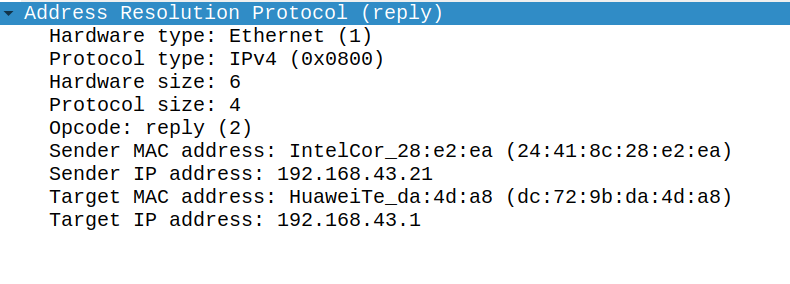 Address Resolution Protocol (reply)
Hardware type: Ethernet (1)
Protocol type: IPv4 (0x0800)
Hardware size: 6
Protocol size: 4
Opcode: reply (2)
Sender MAC address: IntelCor_28:e2:ea (24:41:8c:28:e2:ea)
Sender IP address: 192.168.43.21
Target MAC address: HuaweiTe_da:4d:a8 (dc:72:9b:da:4d:a8)
Target IP address: 192.168.43.1